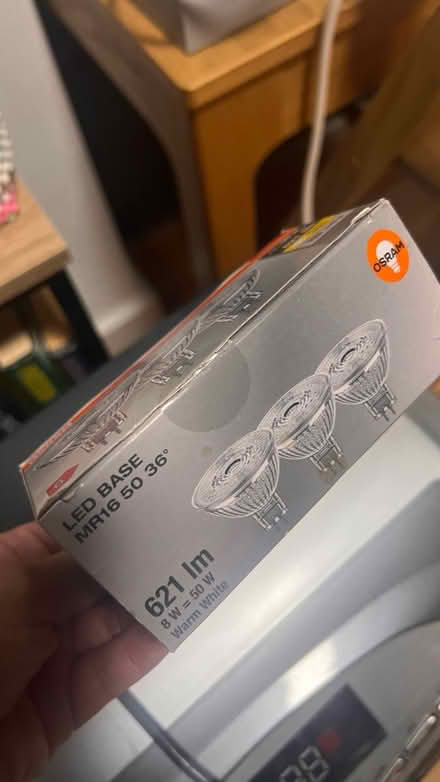 OSRAM
LED BASE
MR16 50 36°
621 lm
8 W = 50 W
Warm White